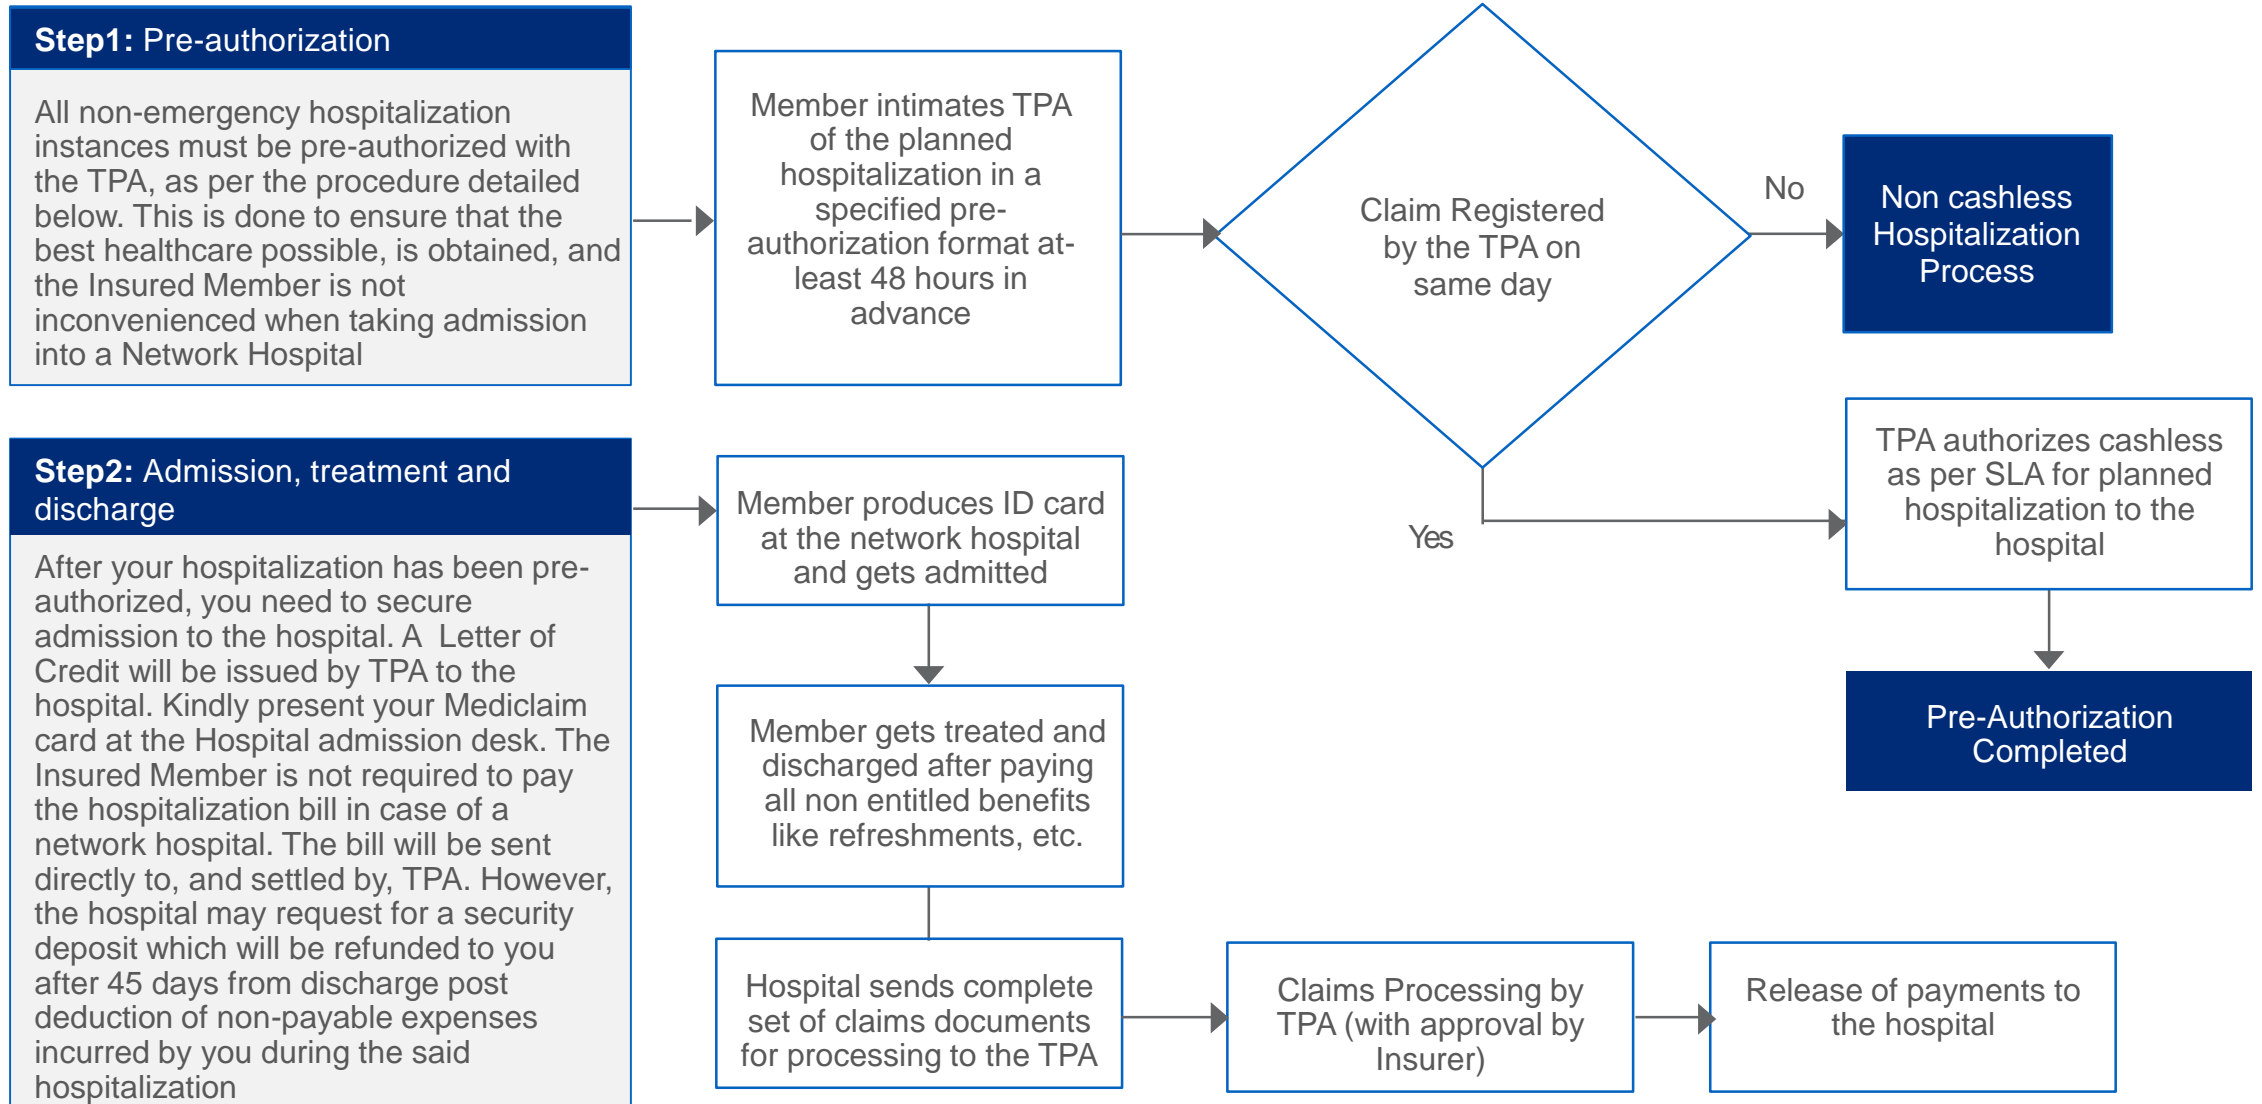 Step1: Pre-authorization
All non-emergency hospitalization
instances must be pre-authorized with
the TPA, as per the procedure detailed
below. This is done to ensure that the
best healthcare possible, is obtained, and
the Insured Member is not
inconvenienced when taking admission
into a Network Hospital
Member intimates TPA
of the planned
hospitalization in a
specified pre-
authorization format at-
least 48 hours in
advance
Claim Registered
by the TPA on
same day
No
Non cashless
Hospitalization
Process
Yes
TPA authorizes cashless
as per SLA for planned
hospitalization to the
hospital
Pre-Authorization
Completed
Step2: Admission, treatment and
discharge
After your hospitalization has been pre-
authorized, you need to secure
admission to the hospital. A Letter of
Credit will be issued by TPA to the
hospital. Kindly present your Mediclaim
card at the Hospital admission desk. The
Insured Member is not required to pay
the hospitalization bill in case of a
network hospital. The bill will be sent
directly to, and settled by, TPA. However,
the hospital may request for a security
deposit which will be refunded to you
after 45 days from discharge post
deduction of non-payable expenses
incurred by you during the said
hospitalization
Member produces ID card
at the network hospital
and gets admitted
Member gets treated and
discharged after paying
all non entitled benefits
like refreshments, etc.
Hospital sends complete
set of claims documents
for processing to the TPA
Claims Processing by
TPA (with approval by
Insurer)
Release of payments to
the hospital